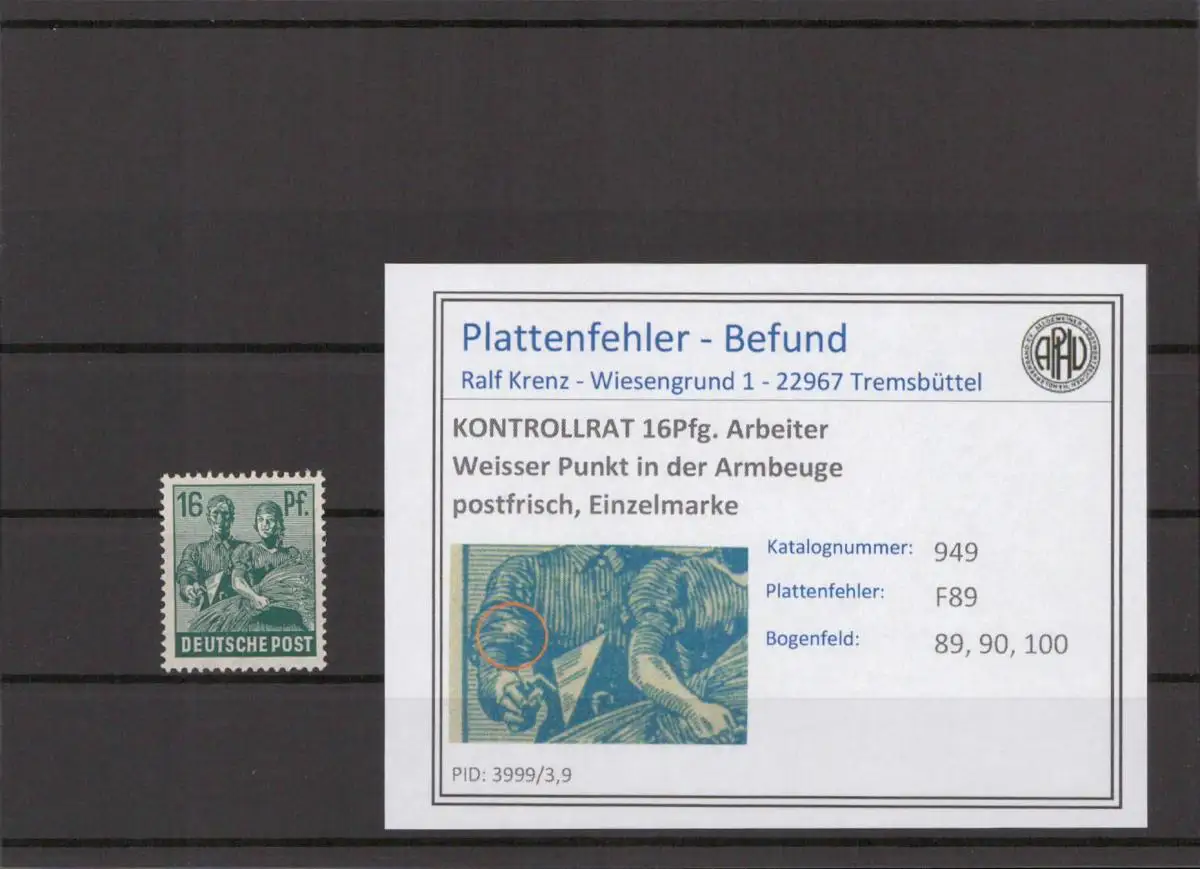 16 Pf.
DEUTSCHE POST
Plattenfehler - Befund
Ralf Krenz - Wiesengrund 1 - 22967 Tremsbüttel
APHV
KONTROLLRAT 16Pfg. Arbeiter
Weisser Punkt in der Armbeuge
postfrisch, Einzelmarke
Katalognummer: 949
Plattenfehler: F89
Bogenfeld: 89, 90, 100
PID: 3999/3,9